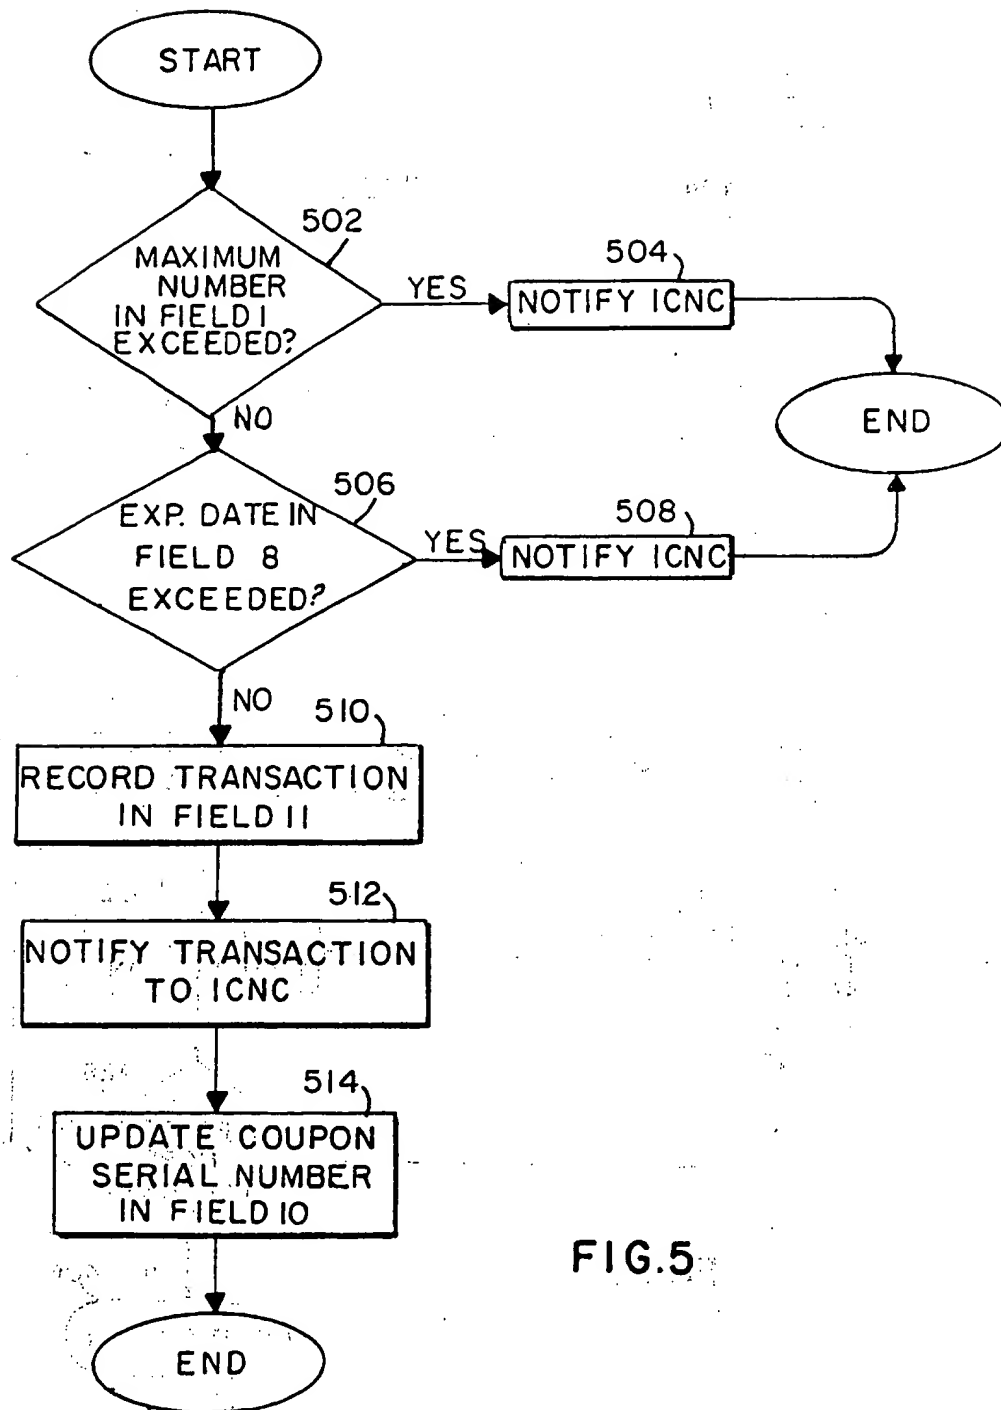 START
502
MAXIMUM
NUMBER
IN FIELD 1
EXCEEDED?
YES
504
NOTIFY ICNC
END
NO
506
EXP. DATE IN
FIELD 8
EXCEEDED?
YES
508
NOTIFY ICNC
NO
510
RECORD TRANSACTION
IN FIELD 11
512
NOTIFY TRANSACTION
TO ICNC
514
UPDATE COUPON
SERIAL NUMBER
IN FIELD 10
END
FIG.5